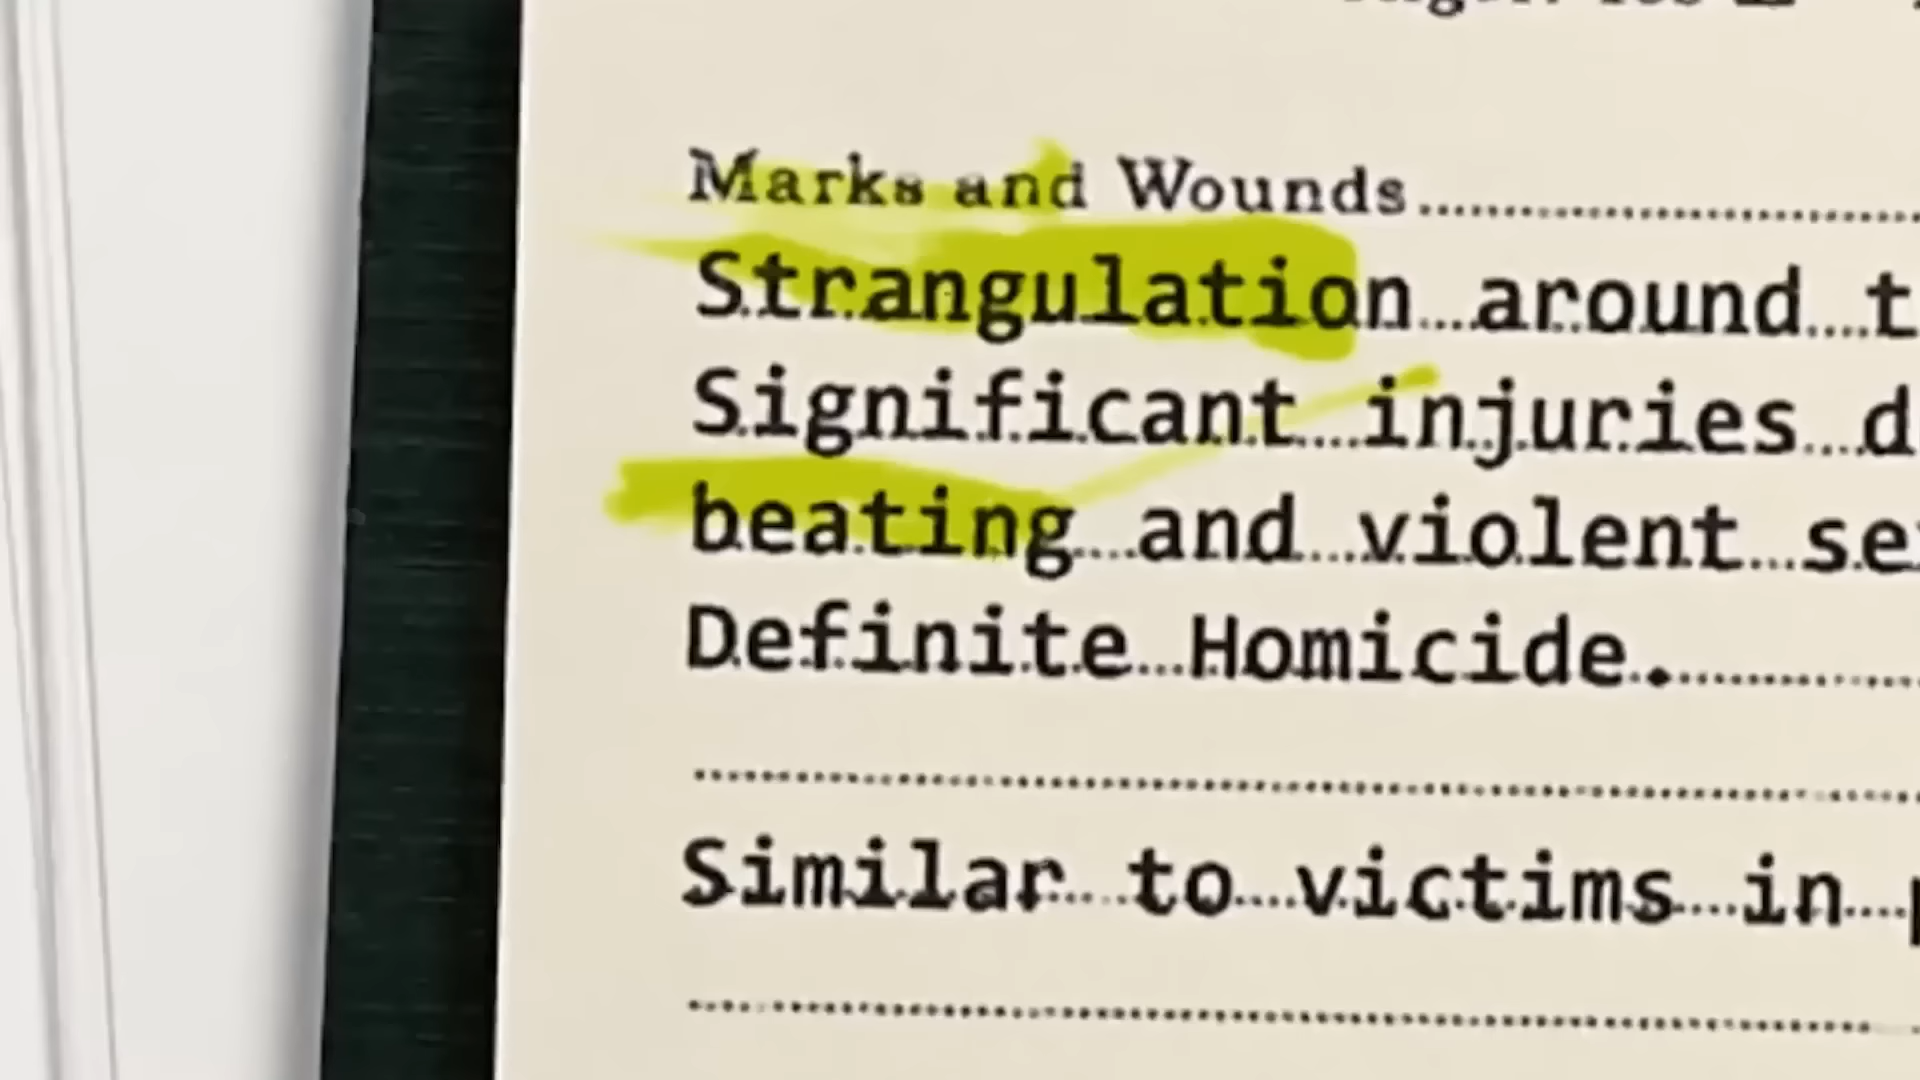 Marks and Wounds
Strangulation around
Significant injuries
beating and violent
Definite Homicide.
Similar to victims in